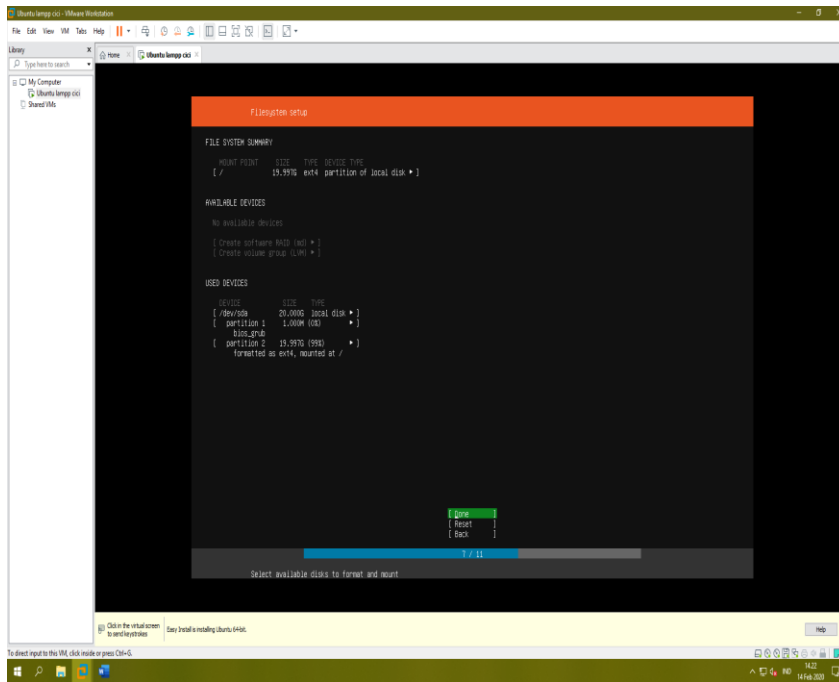 Ubuntu lampp cici - VMware Workstation
File Edit View VM Tabs Help
Library
Type here to search
My Computer
Ubuntu lampp cici
Shared VMs
Home
Ubuntu lampp cici
Filesystem setup
FILE SYSTEM SUMMARY
MOUNT POINT SIZE TYPE DEVICE TYPE
[ / 19.997G ext4 partition of local disk ▸ ]
AVAILABLE DEVICES
No available devices
[ Create software RAID (md) ▸ ]
[ Create volume group (LVM) ▸ ]
USED DEVICES
DEVICE SIZE TYPE
[ /dev/sda 20.000G local disk ▸ ]
[ partition 1 1.000M (0%) ▸ ]
bios_grub
[ partition 2 19.997G (99%) ▸ ]
formatted as ext4, mounted at /
[ Done ]
[ Reset ]
[ Back ]
7 / 11
Select available disks to format and mount
Click in the virtual screen
to send keystrokes
Easy Install is installing Ubuntu 64-bit.
Help
To direct input to this VM, click inside or press Ctrl+G.
IND
14.22
14 Feb 2020